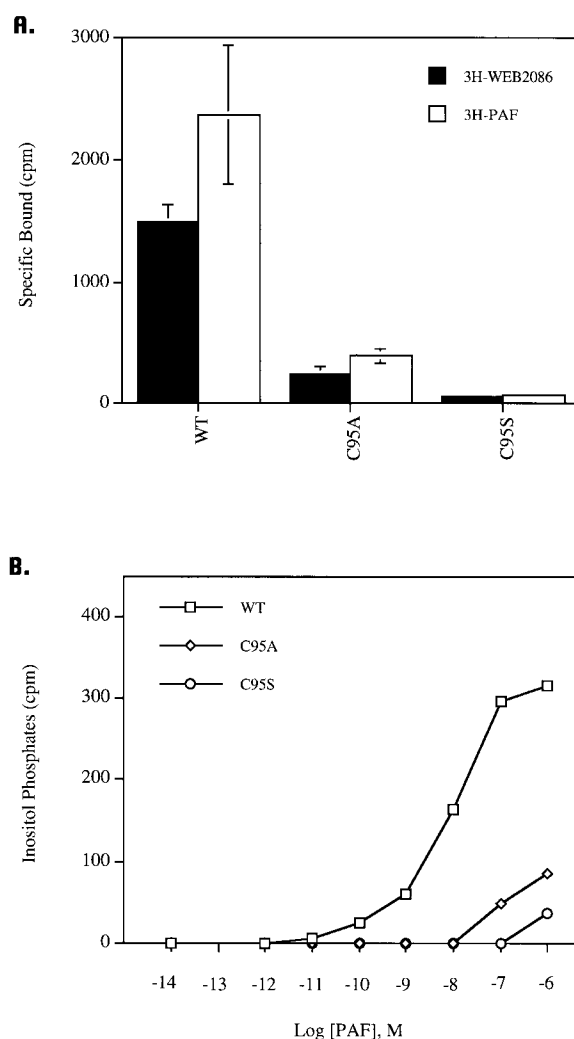 A.
3000
2000
1000
0
Specific Bound (cpm)
3H-WEB2086
3H-PAF
WT
C95A
C95S
B.
400
300
200
100
0
Inositol Phosphates (cpm)
WT
C95A
C95S
-14 -13 -12 -11 -10 -9 -8 -7 -6
Log [PAF], M